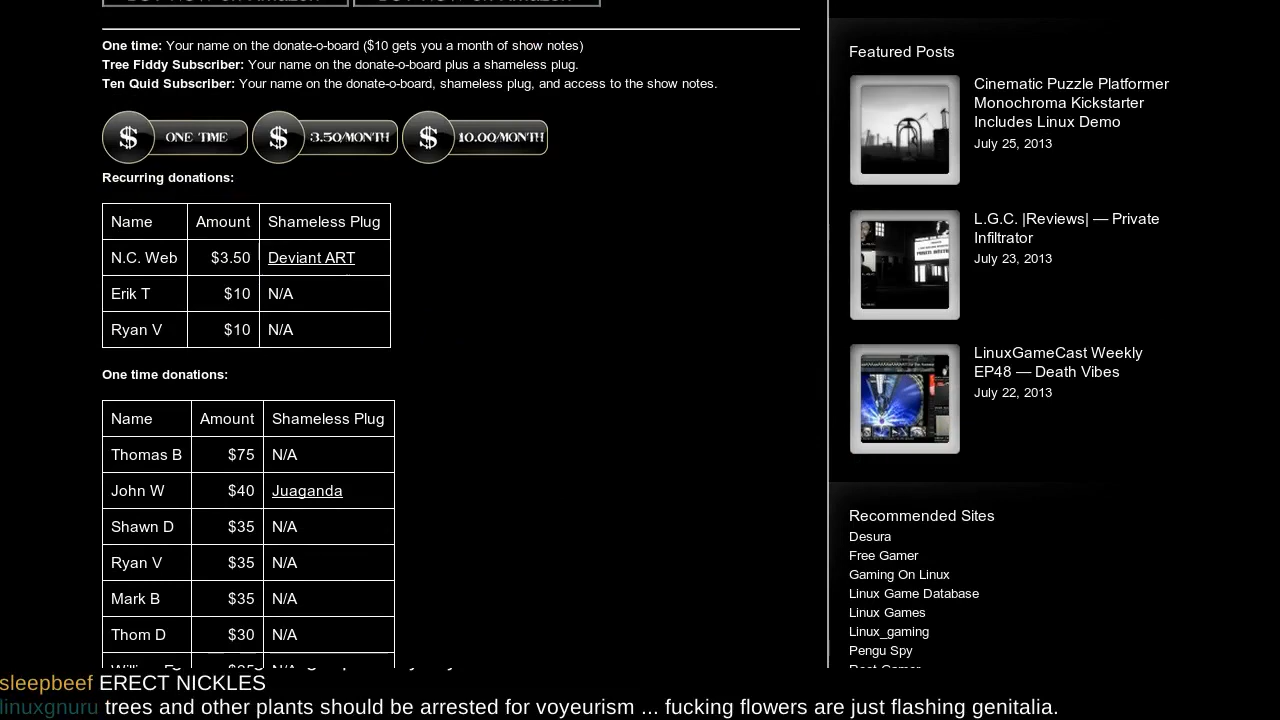 One time: Your name on the donate-o-board ($10 gets you a month of show notes)
Tree Fiddy Subscriber: Your name on the donate-o-board plus a shameless plug.
Ten Quid Subscriber: Your name on the donate-o-board, shameless plug, and access to the show notes.
$ ONE TIME $ 3.50/MONTH $ 10.00/MONTH
Recurring donations:
Name Amount Shameless Plug
N.C. Web $3.50 Deviant ART
Erik T $10 N/A
Ryan V $10 N/A
One time donations:
Name Amount Shameless Plug
Thomas B $75 N/A
John W $40 Juaganda
Shawn D $35 N/A
Ryan V $35 N/A
Mark B $35 N/A
Thom D $30 N/A
Featured Posts
Cinematic Puzzle Platformer
Monochroma Kickstarter
Includes Linux Demo
July 25, 2013
L.G.C. |Reviews| — Private
Infiltrator
July 23, 2013
LinuxGameCast Weekly
EP48 — Death Vibes
July 22, 2013
Recommended Sites
Desura
Free Gamer
Gaming On Linux
Linux Game Database
Linux Games
Linux_gaming
Pengu Spy
sleepbeef ERECT NICKLES
linuxgnuru trees and other plants should be arrested for voyeurism ... fucking flowers are just flashing genitalia.